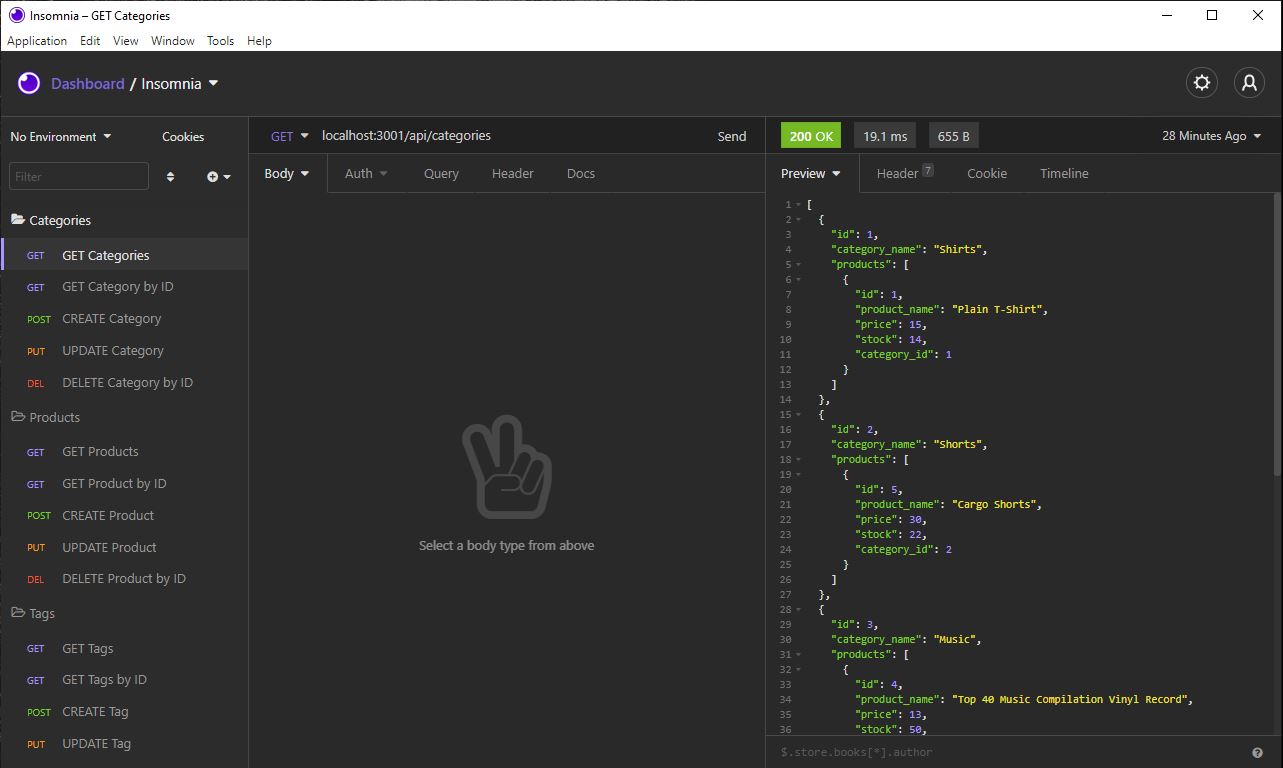 Insomnia – GET Categories
Application Edit View Window Tools Help
Dashboard / Insomnia
No Environment Cookies
Filter
Categories
GET GET Categories
GET GET Category by ID
POST CREATE Category
PUT UPDATE Category
DEL DELETE Category by ID
Products
GET GET Products
GET GET Product by ID
POST CREATE Product
PUT UPDATE Product
DEL DELETE Product by ID
Tags
GET GET Tags
GET GET Tags by ID
POST CREATE Tag
PUT UPDATE Tag
GET localhost:3001/api/categories Send
Body Auth Query Header Docs
Select a body type from above
200 OK 19.1 ms 655 B 28 Minutes Ago
Preview Header 7 Cookie Timeline
1 [
2 {
3 "id": 1,
4 "category_name": "Shirts",
5 "products": [
6 {
7 "id": 1,
8 "product_name": "Plain T-Shirt",
9 "price": 15,
10 "stock": 14,
11 "category_id": 1
12 }
13 ]
14 },
15 {
16 "id": 2,
17 "category_name": "Shorts",
18 "products": [
19 {
20 "id": 5,
21 "product_name": "Cargo Shorts",
22 "price": 30,
23 "stock": 22,
24 "category_id": 2
25 }
26 ]
27 },
28 {
29 "id": 3,
30 "category_name": "Music",
31 "products": [
32 {
33 "id": 4,
34 "product_name": "Top 40 Music Compilation Vinyl Record",
35 "price": 13,
36 "stock": 50,
$.store.books[*].author